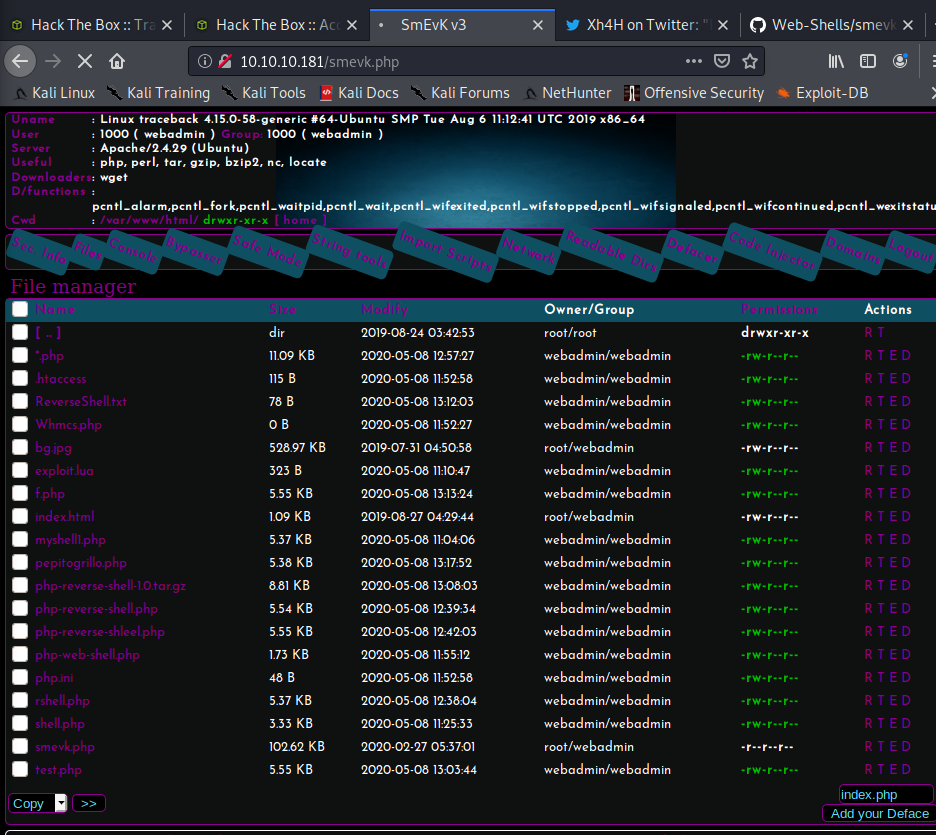 Hack The Box :: Tra
Hack The Box :: Acc
SmEvK v3
Xh4H on Twitter: "
Web-Shells/smevk
10.10.10.181/smevk.php
Kali Linux
Kali Training
Kali Tools
Kali Docs
Kali Forums
NetHunter
Offensive Security
Exploit-DB
Uname : Linux traceback 4.15.0-58-generic #64-Ubuntu SMP Tue Aug 6 11:12:41 UTC 2019 x86_64
User : 1000 ( webadmin ) Group: 1000 ( webadmin )
Server : Apache/2.4.29 (Ubuntu)
Useful : php, perl, tar, gzip, bzip2, nc, locate
Downloaders: wget
D/functions :
pcntl_alarm,pcntl_fork,pcntl_waitpid,pcntl_wait,pcntl_wifexited,pcntl_wifstopped,pcntl_wifsignaled,pcntl_wifcontinued,pcntl_wexitstatu
Cwd : /var/www/html/ drwxr-xr-x [ home ]
Sec. Info Files Console Bypasser Safe Mode String tools Import Scripts Network Readable Dirs Defacer Code Injector Domains Logout
File manager
Name Size Modify Owner/Group Permissions Actions
[ .. ] dir 2019-08-24 03:42:53 root/root drwxr-xr-x R T
*.php 11.09 KB 2020-05-08 12:57:27 webadmin/webadmin -rw-r--r-- R T E D
.htaccess 115 B 2020-05-08 11:52:58 webadmin/webadmin -rw-r--r-- R T E D
ReverseShell.txt 78 B 2020-05-08 13:12:03 webadmin/webadmin -rw-r--r-- R T E D
Whmcs.php 0 B 2020-05-08 11:52:27 webadmin/webadmin -rw-r--r-- R T E D
bg.jpg 528.97 KB 2019-07-31 04:50:58 root/webadmin -rw-r--r-- R T E D
exploit.lua 323 B 2020-05-08 11:10:47 webadmin/webadmin -rw-r--r-- R T E D
f.php 5.55 KB 2020-05-08 13:13:24 webadmin/webadmin -rw-r--r-- R T E D
index.html 1.09 KB 2019-08-27 04:29:44 root/webadmin -rw-r--r-- R T E D
myshell1.php 5.37 KB 2020-05-08 11:04:06 webadmin/webadmin -rw-r--r-- R T E D
pepitogrillo.php 5.38 KB 2020-05-08 13:17:52 webadmin/webadmin -rw-r--r-- R T E D
php-reverse-shell-1.0.tar.gz 8.81 KB 2020-05-08 13:08:03 webadmin/webadmin -rw-r--r-- R T E D
php-reverse-shell.php 5.54 KB 2020-05-08 12:39:34 webadmin/webadmin -rw-r--r-- R T E D
php-reverse-shleel.php 5.55 KB 2020-05-08 12:42:03 webadmin/webadmin -rw-r--r-- R T E D
php-web-shell.php 1.73 KB 2020-05-08 11:55:12 webadmin/webadmin -rw-r--r-- R T E D
php.ini 48 B 2020-05-08 11:52:58 webadmin/webadmin -rw-r--r-- R T E D
rshell.php 5.37 KB 2020-05-08 12:38:04 webadmin/webadmin -rw-r--r-- R T E D
shell.php 3.33 KB 2020-05-08 11:25:33 webadmin/webadmin -rw-r--r-- R T E D
smevk.php 102.62 KB 2020-02-27 05:37:01 root/webadmin -r--r--r-- R T E D
test.php 5.55 KB 2020-05-08 13:03:44 webadmin/webadmin -rw-r--r-- R T E D
Copy >>
index.php
Add your Deface